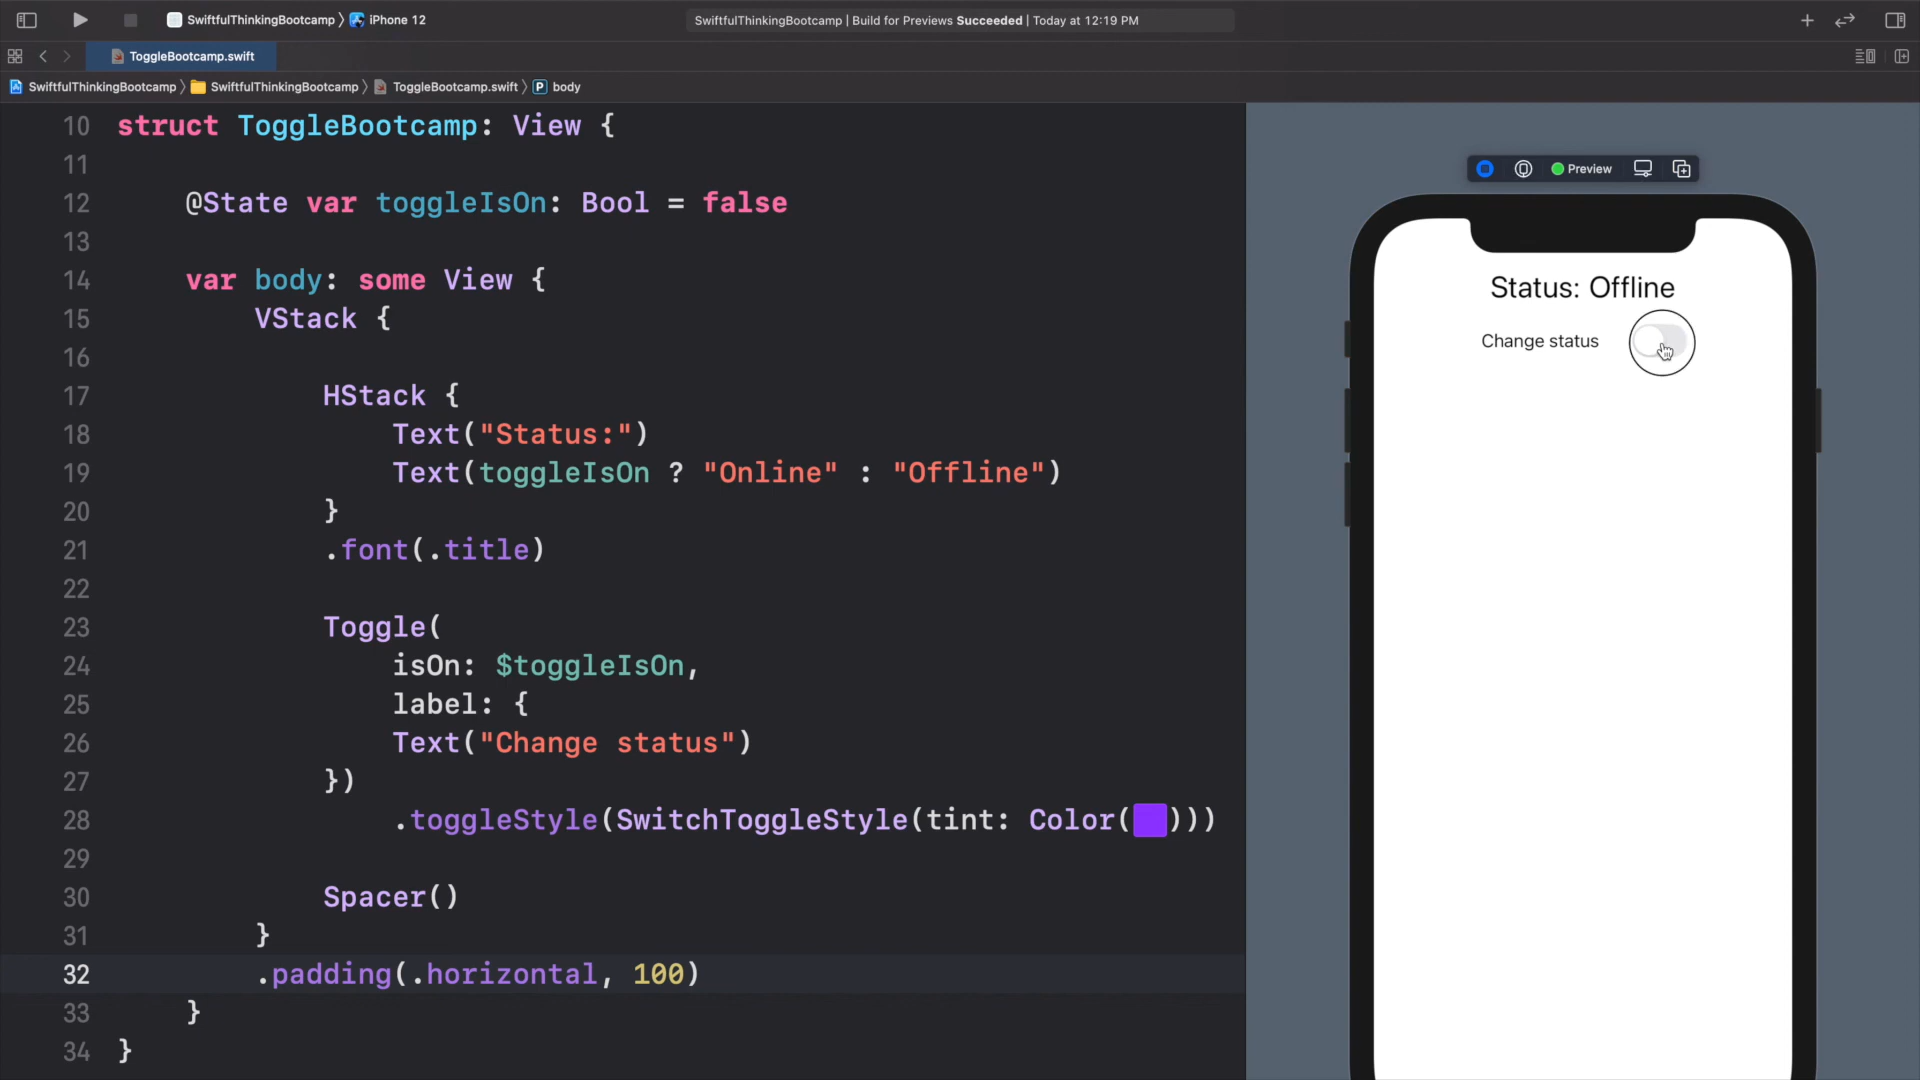 SwiftfulThinkingBootcamp 〉 iPhone 12
SwiftfulThinkingBootcamp | Build for Previews Succeeded | Today at 12:19 PM
ToggleBootcamp.swift
SwiftfulThinkingBootcamp 〉 SwiftfulThinkingBootcamp 〉 ToggleBootcamp.swift 〉 P body
10 struct ToggleBootcamp: View {
11
12 @State var toggleIsOn: Bool = false
13
14 var body: some View {
15 VStack {
16
17 HStack {
18 Text("Status:")
19 Text(toggleIsOn ? "Online" : "Offline")
20 }
21 .font(.title)
22
23 Toggle(
24 isOn: $toggleIsOn,
25 label: {
26 Text("Change status")
27 })
28 .toggleStyle(SwitchToggleStyle(tint: Color()))
29
30 Spacer()
31 }
32 .padding(.horizontal, 100)
33 }
34 }
Preview
Status: Offline
Change status